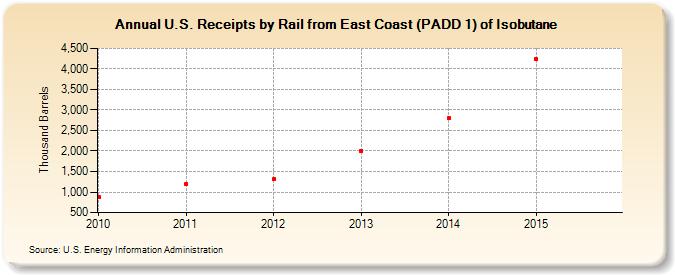 Annual U.S. Receipts by Rail from East Coast (PADD 1) of Isobutane
Thousand Barrels
4,500
4,000
3,500
3,000
2,500
2,000
1,500
1,000
500
2010 2011 2012 2013 2014 2015
Source: U.S. Energy Information Administration